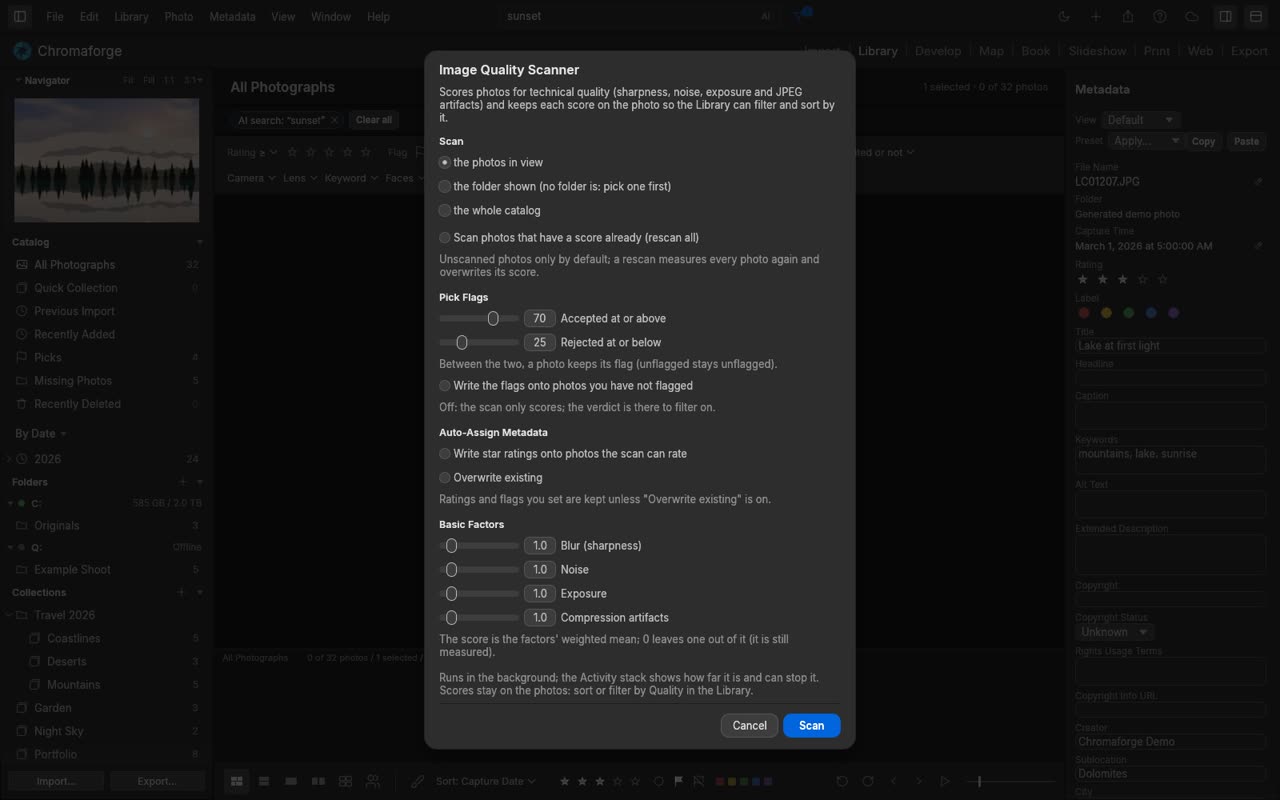 File Edit Library Photo Metadata View Window Help
sunset
AI
Chromaforge
Import Library Develop Map Book Slideshow Print Web Export
Navigator Fit Fill 1:1 3:1
Catalog
All Photographs 32
Quick Collection 0
Previous Import
Recently Added
Picks 4
Missing Photos 5
Recently Deleted 0
By Date
2026 24
Folders
C: 585 GB / 2.0 TB
Originals 3
Q: Offline
Example Shoot 5
Collections
Travel 2026
Coastlines 5
Deserts 3
Mountains 5
Garden 3
Night Sky 2
Portfolio 8
Import... Export...
All Photographs
1 selected · 0 of 32 photos
AI search: "sunset"
Clear all
Rating ≥ Flag
or not
Camera Lens Keyword Faces
Image Quality Scanner
Scores photos for technical quality (sharpness, noise, exposure and JPEG
artifacts) and keeps each score on the photo so the Library can filter and sort by
it.
Scan
the photos in view
the folder shown (no folder is: pick one first)
the whole catalog
Scan photos that have a score already (rescan all)
Unscanned photos only by default; a rescan measures every photo again and
overwrites its score.
Pick Flags
70 Accepted at or above
25 Rejected at or below
Between the two, a photo keeps its flag (unflagged stays unflagged).
Write the flags onto photos you have not flagged
Off: the scan only scores; the verdict is there to filter on.
Auto-Assign Metadata
Write star ratings onto photos the scan can rate
Overwrite existing
Ratings and flags you set are kept unless "Overwrite existing" is on.
Basic Factors
1.0 Blur (sharpness)
1.0 Noise
1.0 Exposure
1.0 Compression artifacts
The score is the factors' weighted mean; 0 leaves one out of it (it is still
measured).
Runs in the background; the Activity stack shows how far it is and can stop it.
Scores stay on the photos: sort or filter by Quality in the Library.
Cancel Scan
All Photographs 0 of 32 photos / 1 selected /
Sort: Capture Date
Metadata
View Default
Preset Apply... Copy Paste
File Name
LC01207.JPG
Folder
Generated demo photo
Capture Time
March 1, 2026 at 5:00:00 AM
Rating
Label
Title
Lake at first light
Headline
Caption
Keywords
mountains, lake, sunrise
Alt Text
Extended Description
Copyright
Copyright Status
Unknown
Rights Usage Terms
Copyright Info URL
Creator
Chromaforge Demo
Sublocation
Dolomites
City